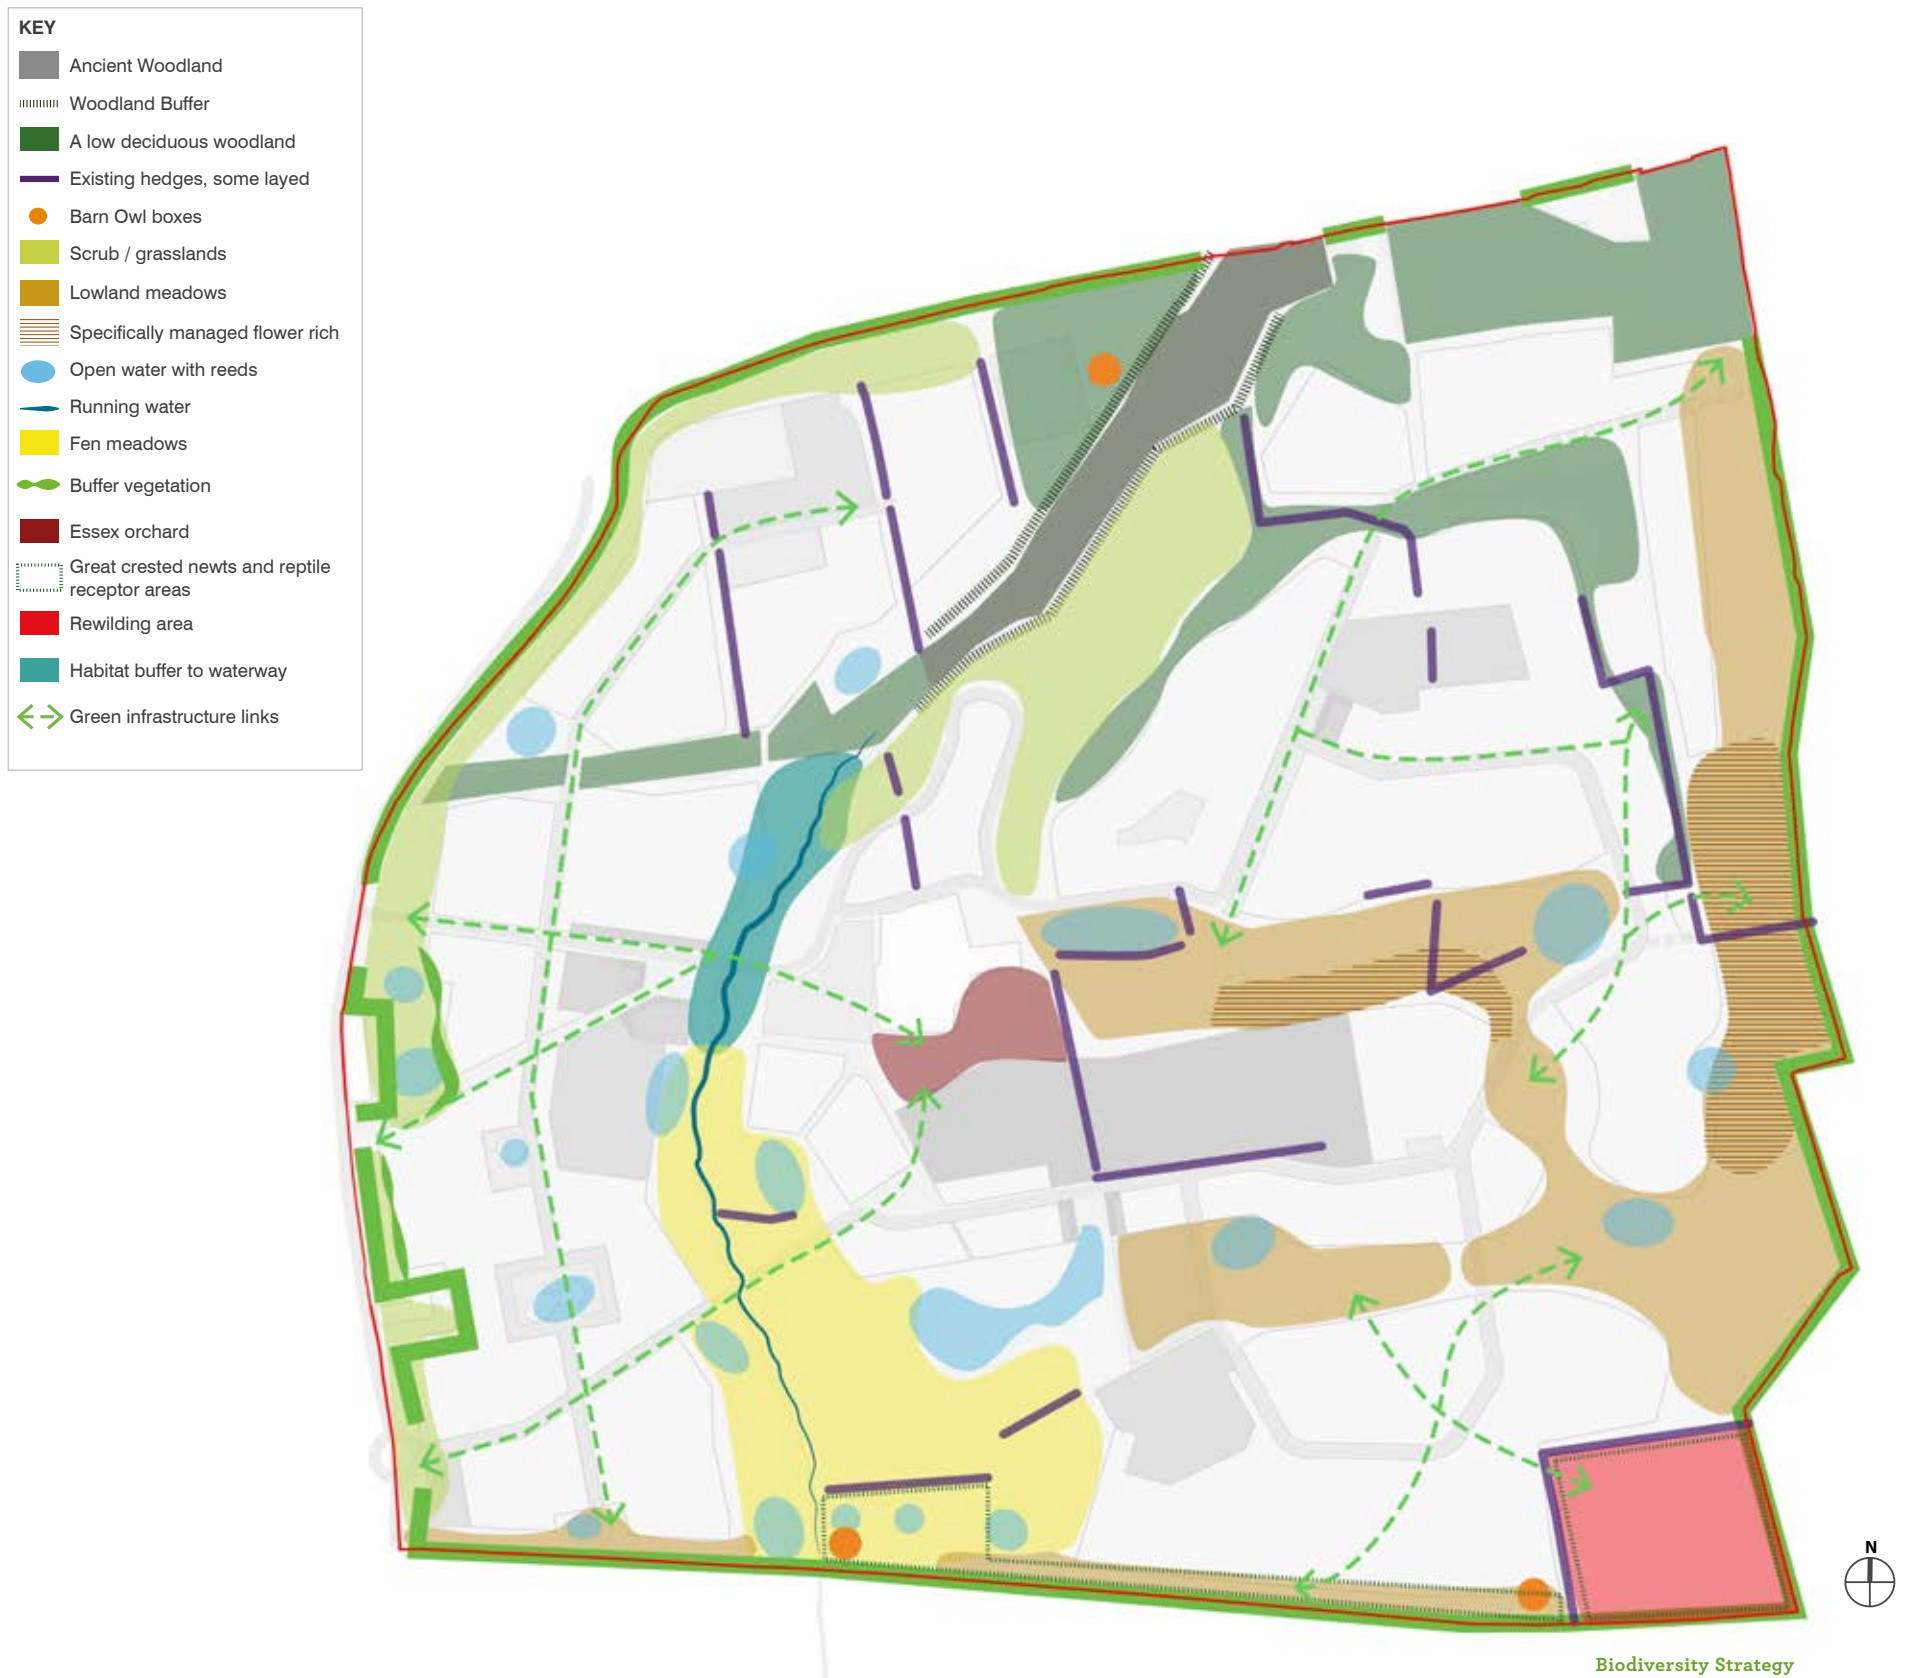 KEY
Ancient Woodland
Woodland Buffer
A low deciduous woodland
Existing hedges, some layed
Barn Owl boxes
Scrub / grasslands
Lowland meadows
Specifically managed flower rich
Open water with reeds
Running water
Fen meadows
Buffer vegetation
Essex orchard
Great crested newts and reptile
receptor areas
Rewilding area
Habitat buffer to waterway
Green infrastructure links
N
Biodiversity Strategy